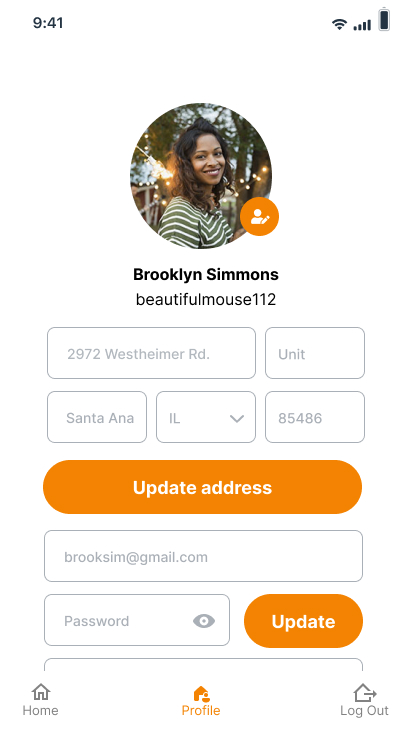 9:41
Brooklyn Simmons
beautifulmouse112
2972 Westheimer Rd.
Unit
Santa Ana
IL
85486
Update address
brooksim@gmail.com
Password
Update
Home
Profile
Log Out